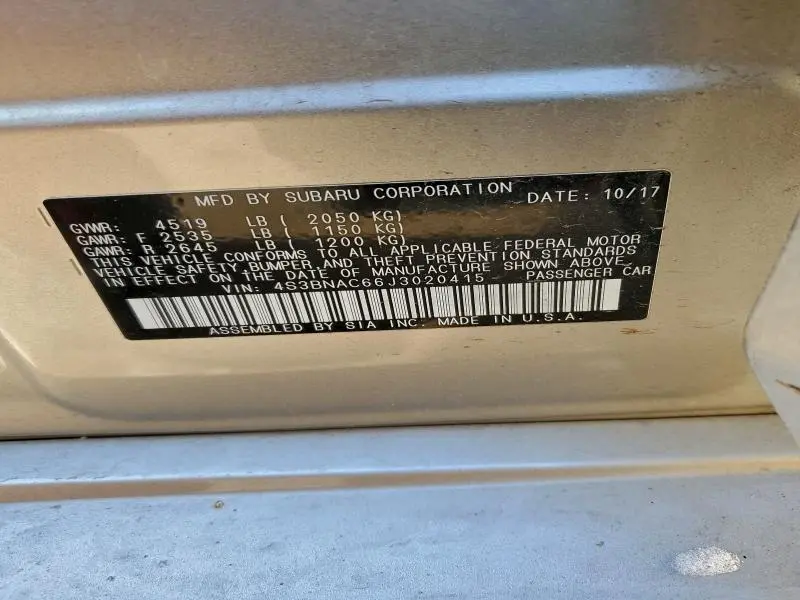 MFD BY SUBARU CORPORATION DATE: 10/17
GVWR: 4519 LB ( 2050 KG)
GAWR: F 2535 LB ( 1150 KG)
GAWR: R 2645 LB ( 1200 KG)
THIS VEHICLE CONFORMS TO ALL APPLICABLE FEDERAL MOTOR
VEHICLE SAFETY, BUMPER, AND THEFT PREVENTION STANDARDS
IN EFFECT ON THE DATE OF MANUFACTURE SHOWN ABOVE.
VIN: 4S3BNAC66J3020415 PASSENGER CAR
ASSEMBLED BY SIA INC. MADE IN U.S.A.